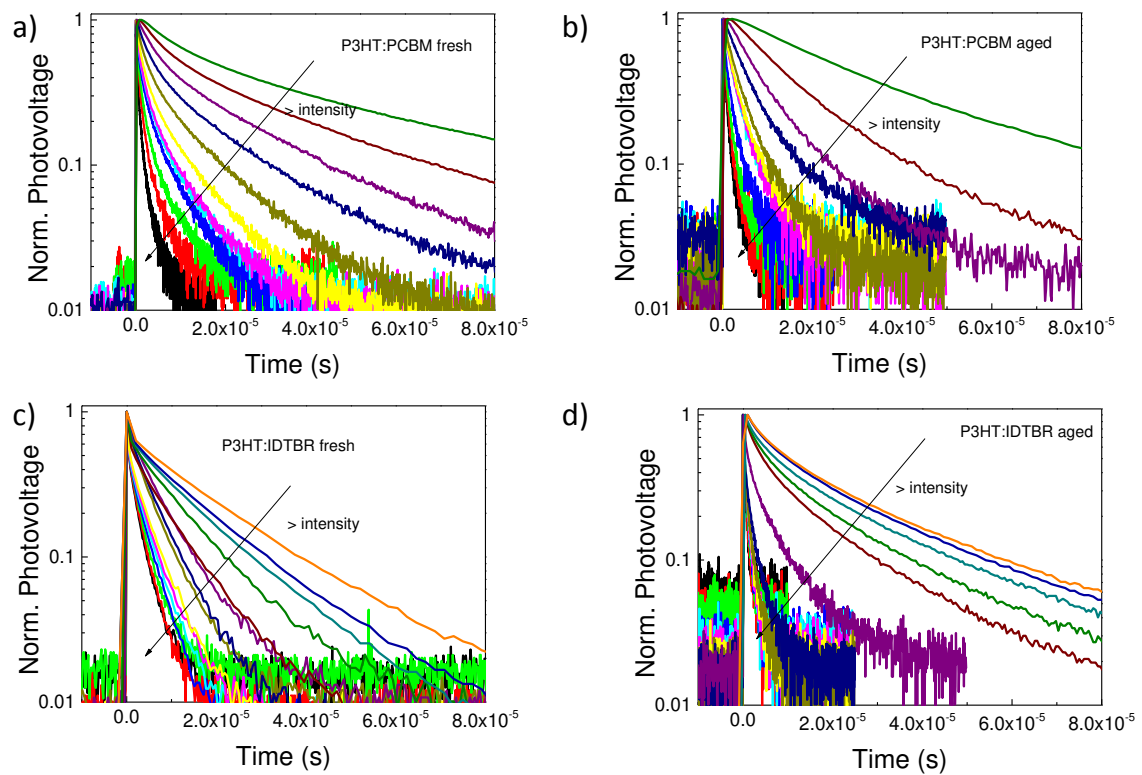 a)
P3HT:PCBM fresh
> intensity
Norm. Photovoltage
1
0.1
0.01
0.0 2.0x10⁻⁵ 4.0x10⁻⁵ 6.0x10⁻⁵ 8.0x10⁻⁵
Time (s)
b)
P3HT:PCBM aged
> intensity
Norm. Photovoltage
1
0.1
0.01
0.0 2.0x10⁻⁵ 4.0x10⁻⁵ 6.0x10⁻⁵ 8.0x10⁻⁵
Time (s)
c)
P3HT:IDTBR fresh
> intensity
Norm. Photovoltage
1
0.1
0.01
0.0 2.0x10⁻⁵ 4.0x10⁻⁵ 6.0x10⁻⁵ 8.0x10⁻⁵
Time (s)
d)
P3HT:IDTBR aged
> intensity
Norm. Photovoltage
1
0.1
0.01
0.0 2.0x10⁻⁵ 4.0x10⁻⁵ 6.0x10⁻⁵ 8.0x10⁻⁵
Time (s)